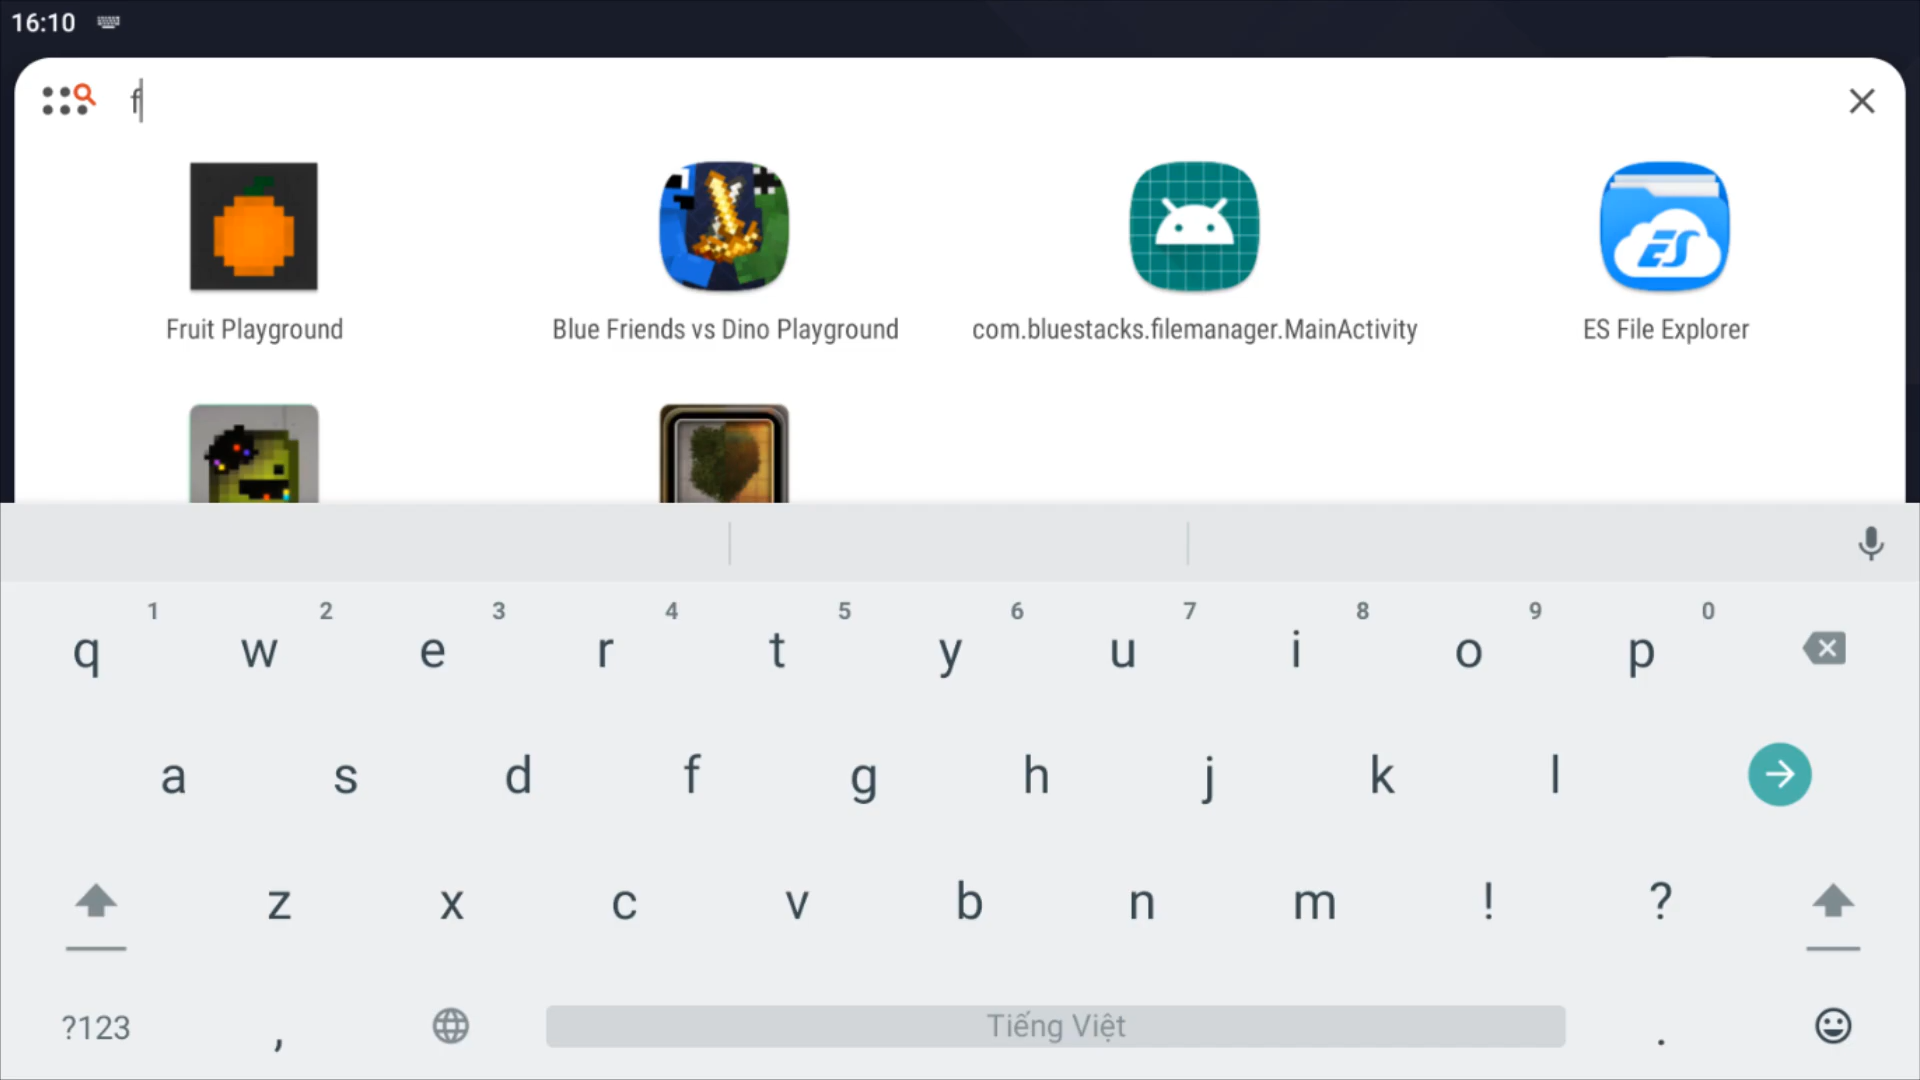 16:10
f
Fruit Playground
Blue Friends vs Dino Playground
com.bluestacks.filemanager.MainActivity
ES File Explorer
ES
1 2 3 4 5 6 7 8 9 0
q w e r t y u i o p
a s d f g h j k l
z x c v b n m ! ?
?123 , Tiếng Việt .